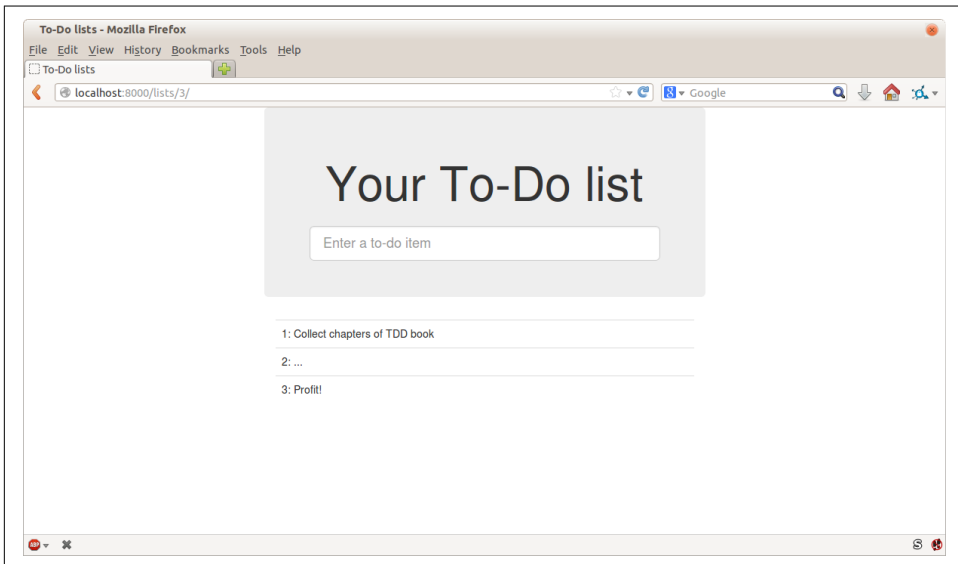 To-Do lists - Mozilla Firefox
File Edit View History Bookmarks Tools Help
To-Do lists
localhost:8000/lists/3/
Google
Your To-Do list
Enter a to-do item
1: Collect chapters of TDD book
2: ...
3: Profit!
ABP
S